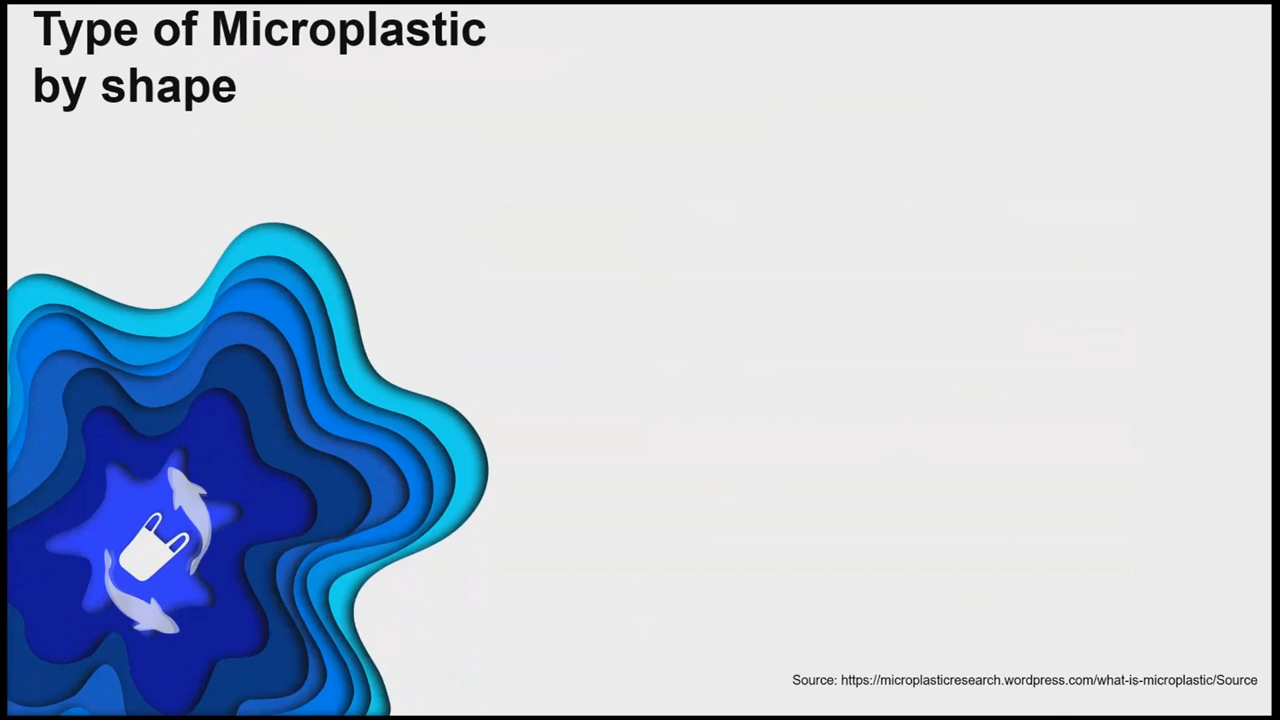 Type of Microplastic
by shape
Source: https://microplasticresearch.wordpress.com/what-is-microplastic/Source